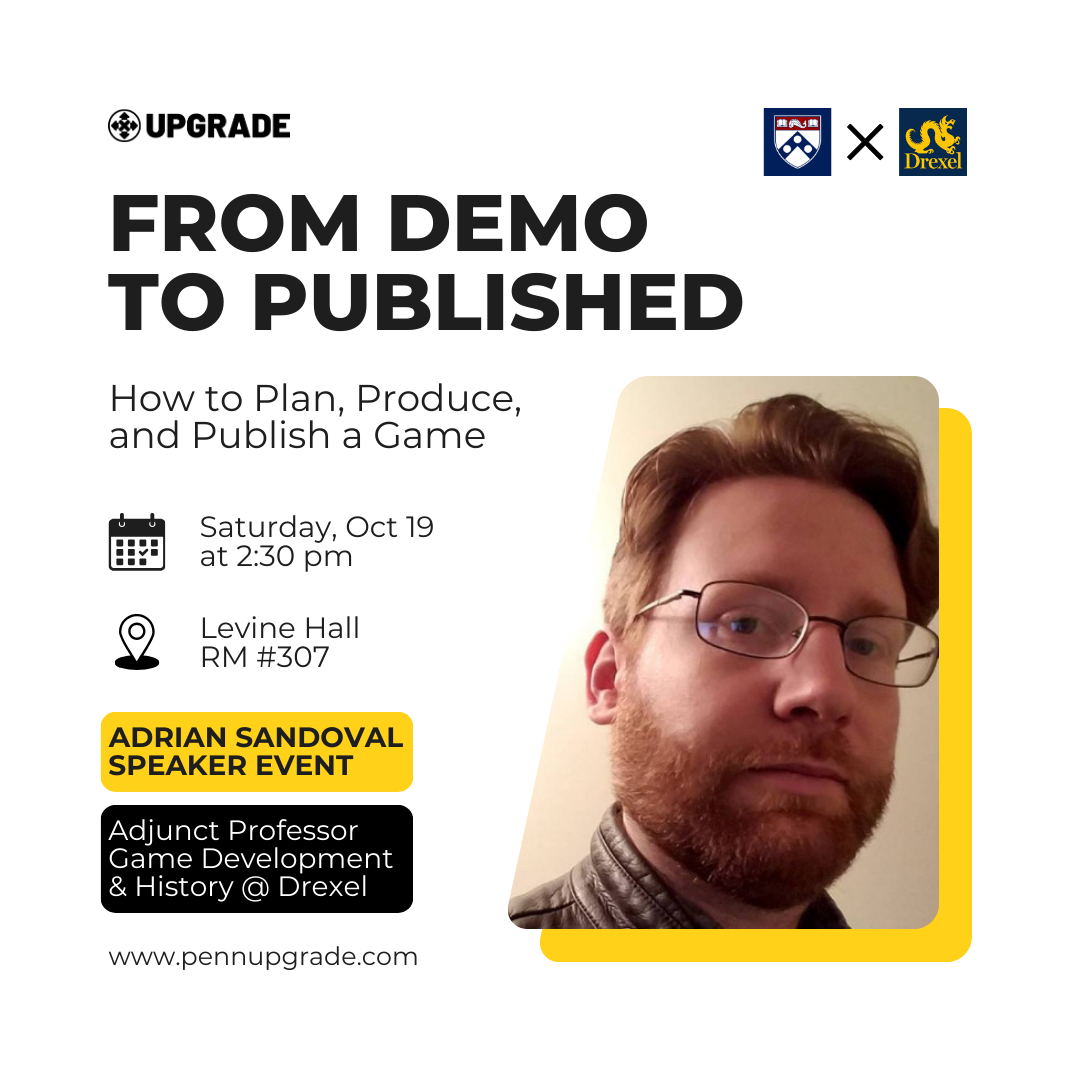 UPGRADE
Drexel
FROM DEMO
TO PUBLISHED
How to Plan, Produce,
and Publish a Game
Saturday, Oct 19
at 2:30 pm
Levine Hall
RM #307
ADRIAN SANDOVAL
SPEAKER EVENT
Adjunct Professor
Game Development
& History @ Drexel
www.pennupgrade.com